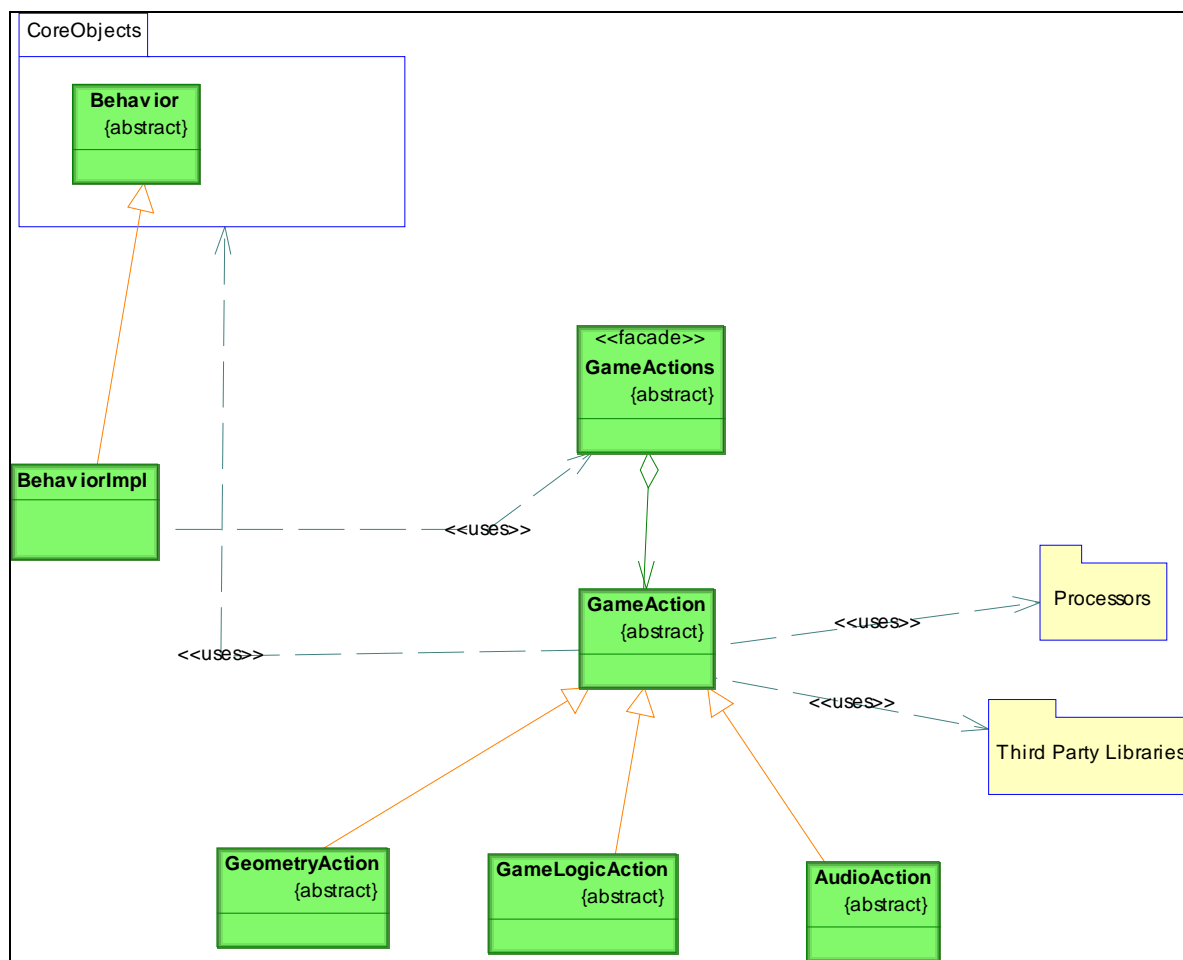 CoreObjects
Behavior
{abstract}
<<facade>>
GameActions
{abstract}
BehaviorImpl
<<uses>>
GameAction
{abstract}
Processors
<<uses>>
<<uses>>
<<uses>>
Third Party Libraries
GeometryAction
{abstract}
GameLogicAction
{abstract}
AudioAction
{abstract}